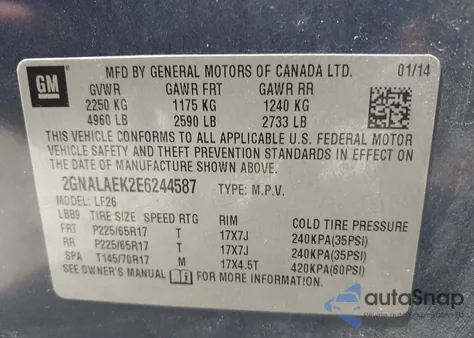 GM
MFD BY GENERAL MOTORS OF CANADA LTD. 01/14
GVWR GAWR FRT GAWR RR
2250 KG 1175 KG 1240 KG
4960 LB 2590 LB 2733 LB
THIS VEHICLE CONFORMS TO ALL APPLICABLE U.S. FEDERAL MOTOR
VEHICLE SAFETY AND THEFT PREVENTION STANDARDS IN EFFECT ON
THE DATE OF MANUFACTURE SHOWN ABOVE.
2GNALAEK2E6244587 TYPE: M.P.V.
MODEL: LF26
LBB9 TIRE SIZE SPEED RTG RIM COLD TIRE PRESSURE
FRT P225/65R17 T 17X7J 240KPA(35PSI)
RR P225/65R17 T 17X7J 240KPA(35PSI)
SPA T145/70R17 M 17X4.5T 420KPA(60PSI)
SEE OWNER'S MANUAL FOR MORE INFORMATION
autoSnap